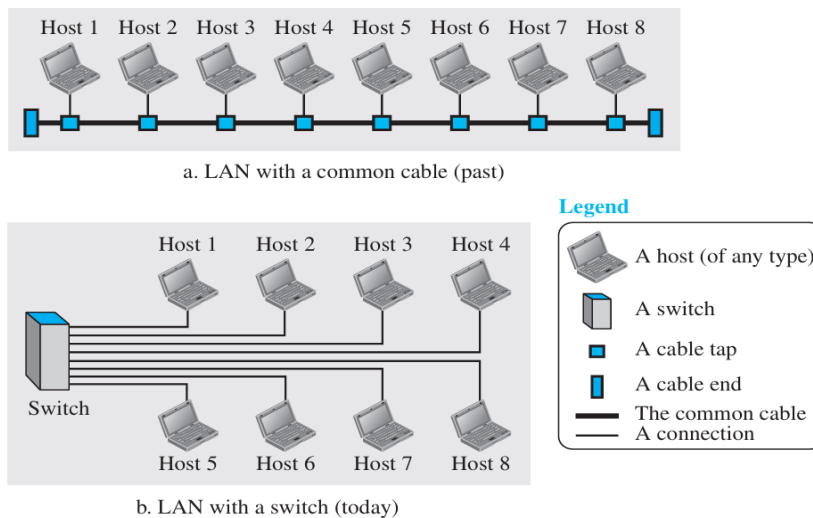 Host 1 Host 2 Host 3 Host 4 Host 5 Host 6 Host 7 Host 8
a. LAN with a common cable (past)
Host 1 Host 2 Host 3 Host 4
Switch
Host 5 Host 6 Host 7 Host 8
b. LAN with a switch (today)
Legend
A host (of any type)
A switch
A cable tap
A cable end
The common cable
A connection